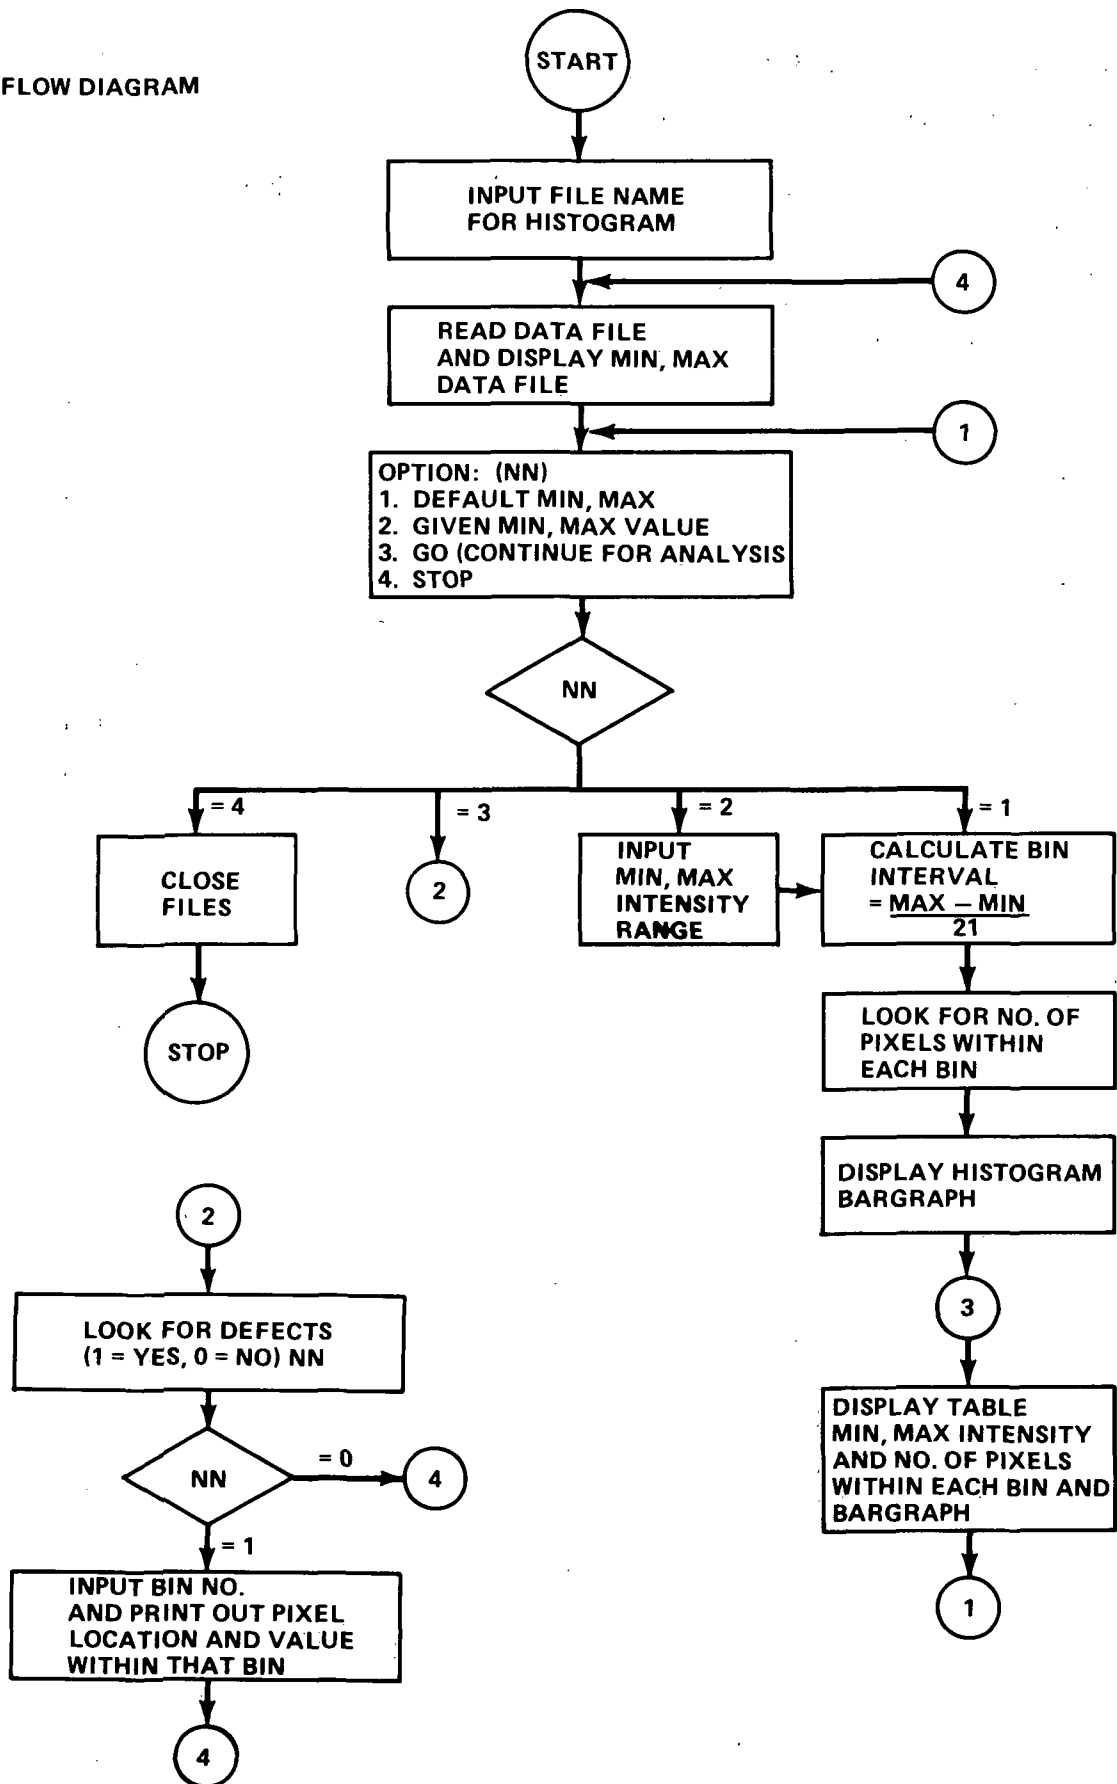 FLOW DIAGRAM
START
INPUT FILE NAME
FOR HISTOGRAM
4
READ DATA FILE
AND DISPLAY MIN, MAX
DATA FILE
1
OPTION: (NN)
1. DEFAULT MIN, MAX
2. GIVEN MIN, MAX VALUE
3. GO (CONTINUE FOR ANALYSIS
4. STOP
NN
= 4
= 3
= 2
= 1
CLOSE
FILES
2
INPUT
MIN, MAX
INTENSITY
RANGE
CALCULATE BIN
INTERVAL
= MAX – MIN
21
STOP
LOOK FOR NO. OF
PIXELS WITHIN
EACH BIN
DISPLAY HISTOGRAM
BARGRAPH
3
DISPLAY TABLE
MIN, MAX INTENSITY
AND NO. OF PIXELS
WITHIN EACH BIN AND
BARGRAPH
1
2
LOOK FOR DEFECTS
(1 = YES, 0 = NO) NN
NN
= 0
4
= 1
INPUT BIN NO.
AND PRINT OUT PIXEL
LOCATION AND VALUE
WITHIN THAT BIN
4